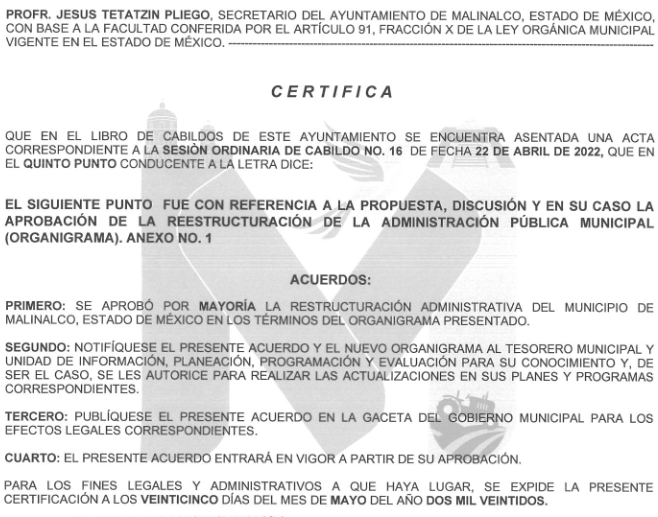 PROFR. JESUS TETATZIN PLIEGO, SECRETARIO DEL AYUNTAMIENTO DE MALINALCO, ESTADO DE MÉXICO,
CON BASE A LA FACULTAD CONFERIDA POR EL ARTÍCULO 91, FRACCIÓN X DE LA LEY ORGÁNICA MUNICIPAL
VIGENTE EN EL ESTADO DE MÉXICO. ------------------------------------------------------------
CERTIFICA
QUE EN EL LIBRO DE CABILDOS DE ESTE AYUNTAMIENTO SE ENCUENTRA ASENTADA UNA ACTA
CORRESPONDIENTE A LA SESIÒN ORDINARIA DE CABILDO NO. 16 DE FECHA 22 DE ABRIL DE 2022, QUE EN
EL QUINTO PUNTO CONDUCENTE A LA LETRA DICE:
EL SIGUIENTE PUNTO FUE CON REFERENCIA A LA PROPUESTA, DISCUSIÓN Y EN SU CASO LA
APROBACIÓN DE LA REESTRUCTURACIÓN DE LA ADMINISTRACIÓN PÚBLICA MUNICIPAL
(ORGANIGRAMA). ANEXO NO. 1
ACUERDOS:
PRIMERO: SE APROBÓ POR MAYORÍA LA RESTRUCTURACIÓN ADMINISTRATIVA DEL MUNICIPIO DE
MALINALCO, ESTADO DE MÉXICO EN LOS TÉRMINOS DEL ORGANIGRAMA PRESENTADO.
SEGUNDO: NOTIFÍQUESE EL PRESENTE ACUERDO Y EL NUEVO ORGANIGRAMA AL TESORERO MUNICIPAL Y
UNIDAD DE INFORMACIÓN, PLANEACIÓN, PROGRAMACIÓN Y EVALUACIÓN PARA SU CONOCIMIENTO Y, DE
SER EL CASO, SE LES AUTORICE PARA REALIZAR LAS ACTUALIZACIONES EN SUS PLANES Y PROGRAMAS
CORRESPONDIENTES.
TERCERO: PUBLÍQUESE EL PRESENTE ACUERDO EN LA GACETA DEL GOBIERNO MUNICIPAL PARA LOS
EFECTOS LEGALES CORRESPONDIENTES.
CUARTO: EL PRESENTE ACUERDO ENTRARÁ EN VIGOR A PARTIR DE SU APROBACIÓN.
PARA LOS FINES LEGALES Y ADMINISTRATIVOS A QUE HAYA LUGAR, SE EXPIDE LA PRESENTE
CERTIFICACIÓN A LOS VEINTICINCO DÍAS DEL MES DE MAYO DEL AÑO DOS MIL VEINTIDOS.